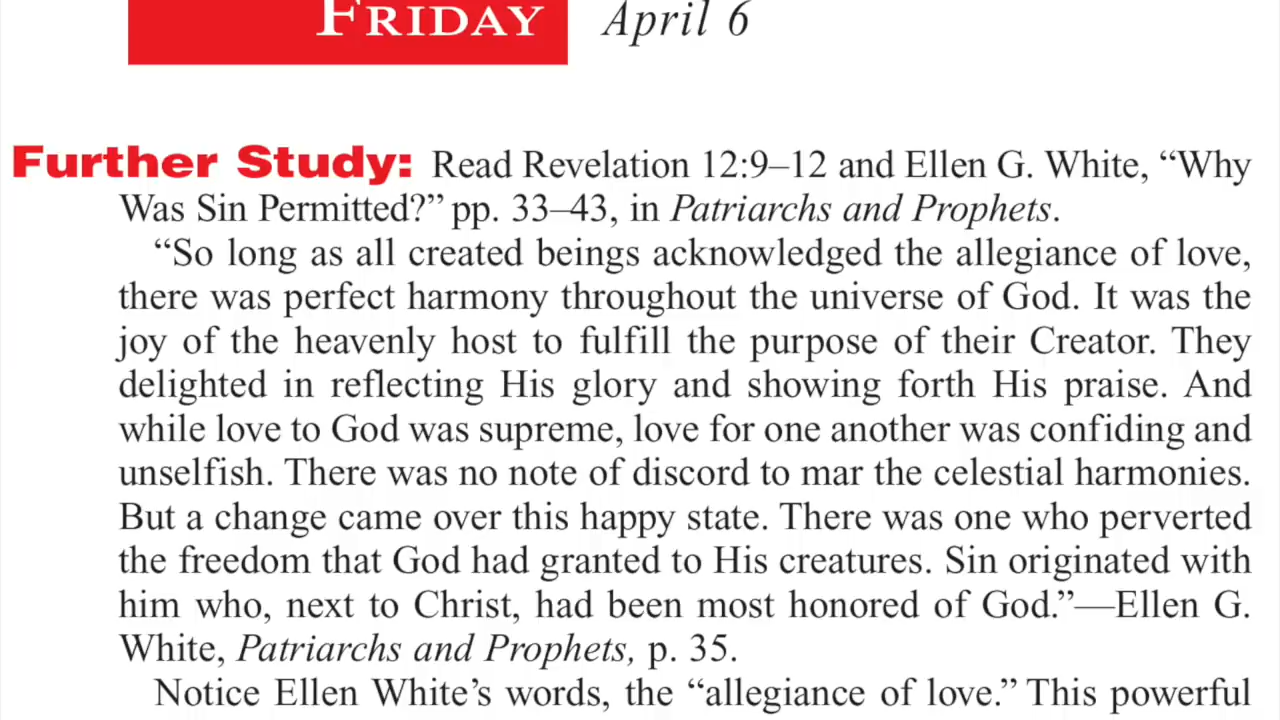 FRIDAY April 6
Further Study: Read Revelation 12:9–12 and Ellen G. White, “Why
Was Sin Permitted?” pp. 33–43, in Patriarchs and Prophets.
“So long as all created beings acknowledged the allegiance of love,
there was perfect harmony throughout the universe of God. It was the
joy of the heavenly host to fulfill the purpose of their Creator. They
delighted in reflecting His glory and showing forth His praise. And
while love to God was supreme, love for one another was confiding and
unselfish. There was no note of discord to mar the celestial harmonies.
But a change came over this happy state. There was one who perverted
the freedom that God had granted to His creatures. Sin originated with
him who, next to Christ, had been most honored of God.”—Ellen G.
White, Patriarchs and Prophets, p. 35.
Notice Ellen White’s words, the “allegiance of love.” This powerful